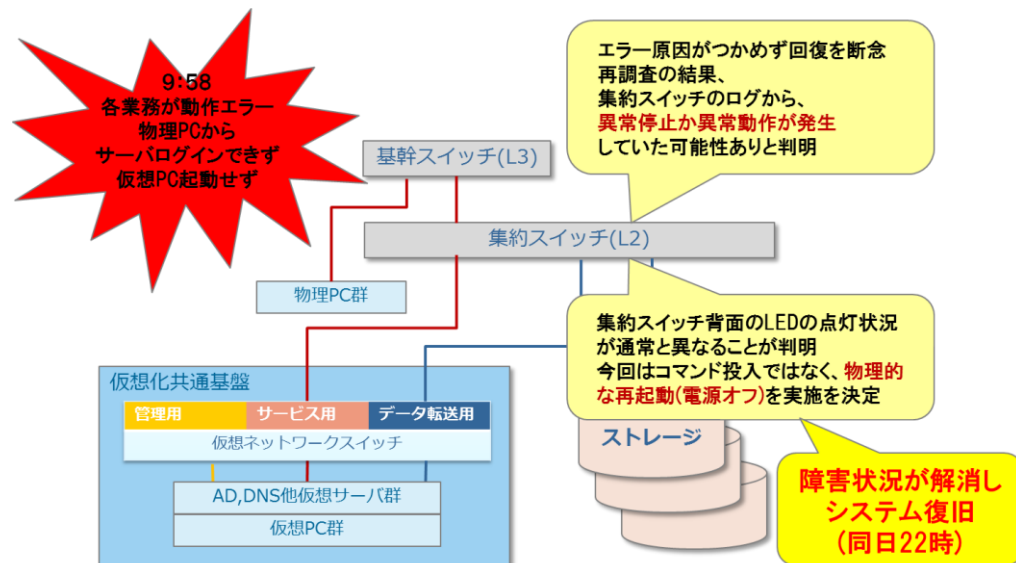 9:58
各業務が動作エラー
物理PCから
サーバログインできず
仮想PC起動せず
エラー原因がつかめず回復を断念
再調査の結果、
集約スイッチのログから、
異常停止か異常動作が発生
していた可能性ありと判明
基幹スイッチ(L3)
集約スイッチ(L2)
物理PC群
集約スイッチ背面のLEDの点灯状況
が通常と異なることが判明
今回はコマンド投入ではなく、物理的
な再起動(電源オフ)を実施を決定
仮想化共通基盤
管理用
サービス用
データ転送用
仮想ネットワークスイッチ
AD,DNS他仮想サーバ群
仮想PC群
ストレージ
障害状況が解消し
システム復旧
(同日22時)